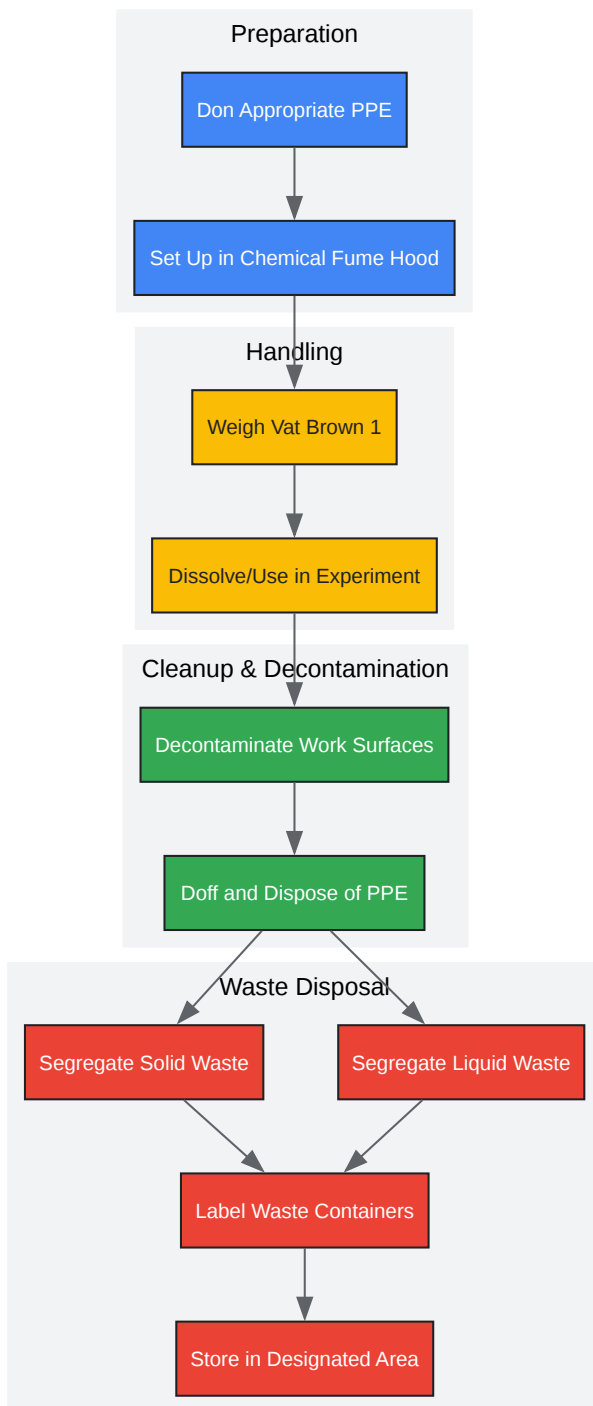 Preparation
Don Appropriate PPE
Set Up in Chemical Fume Hood
Handling
Weigh Vat Brown 1
Dissolve/Use in Experiment
Cleanup & Decontamination
Decontaminate Work Surfaces
Doff and Dispose of PPE
Waste Disposal
Segregate Solid Waste
Segregate Liquid Waste
Label Waste Containers
Store in Designated Area